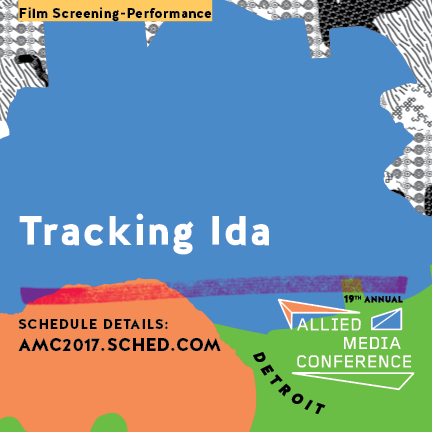 Film Screening-Performance
Tracking Ida
19TH ANNUAL
SCHEDULE DETAILS:
AMC2017.SCHED.COM
ALLIED
MEDIA
CONFERENCE
DETROIT